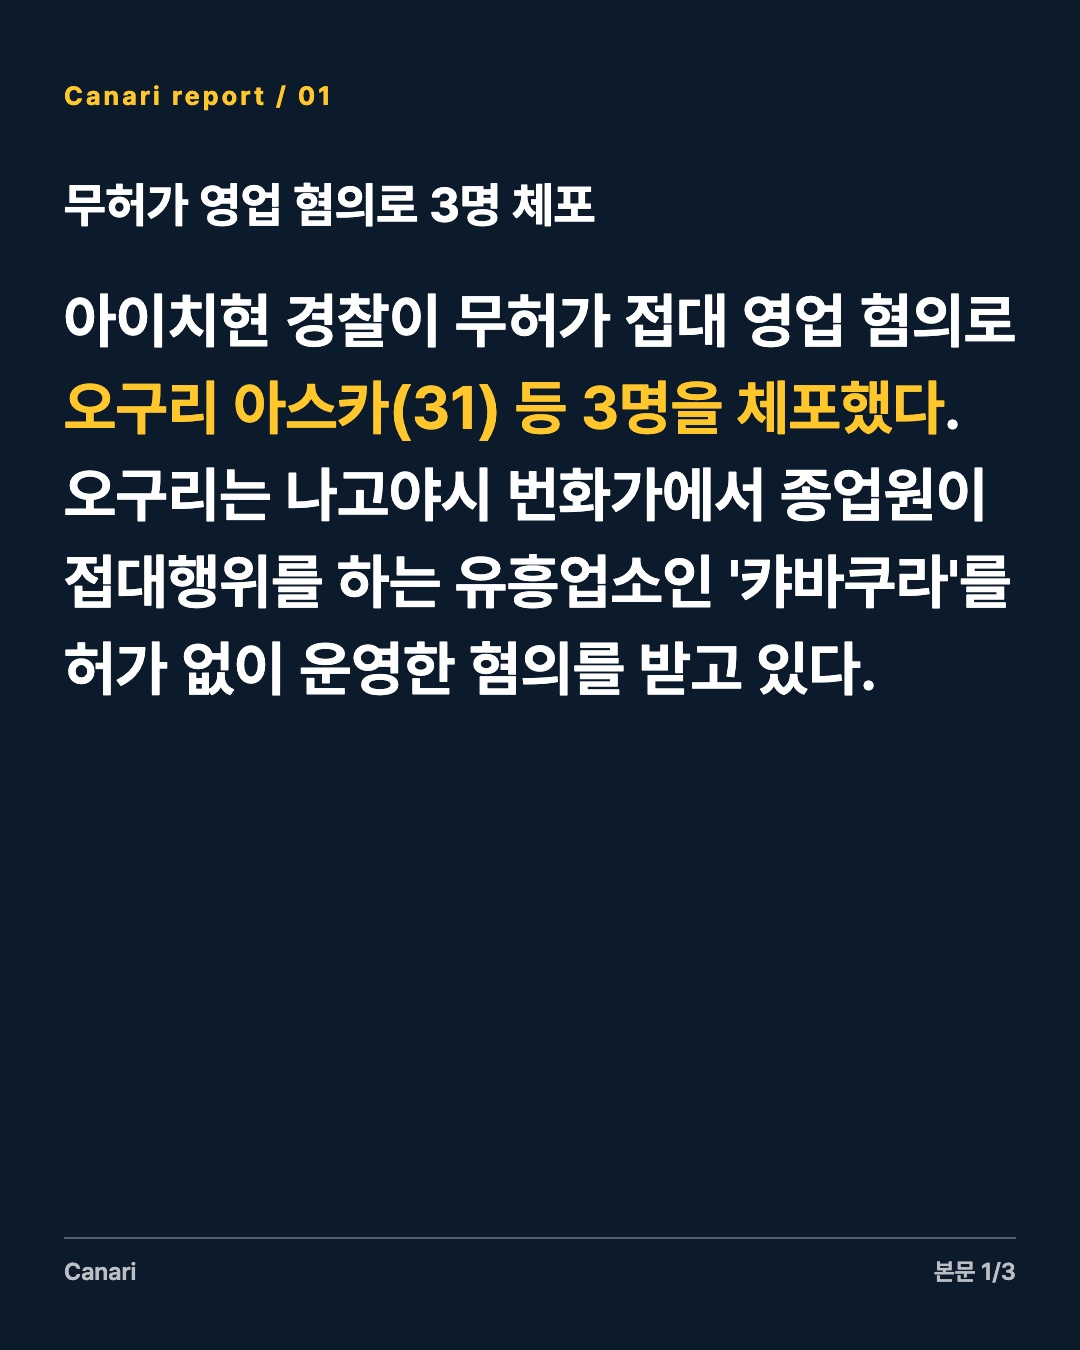 Canari report / 01
무허가 영업 혐의로 3명 체포
아이치현 경찰이 무허가 접대 영업 혐의로
오구리 아스카(31) 등 3명을 체포했다.
오구리는 나고야시 번화가에서 종업원이
접대행위를 하는 유흥업소인 '캬바쿠라'를
허가 없이 운영한 혐의를 받고 있다.
Canari
본문 1/3